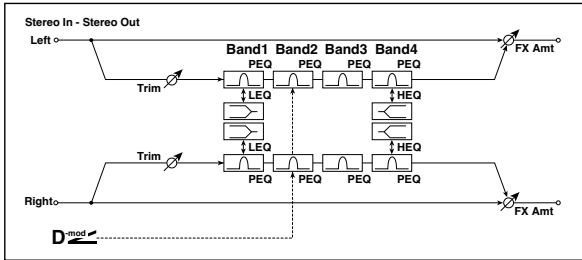 Stereo In - Stereo Out
Left
FX Amt
Band1 Band2 Band3 Band4
PEQ PEQ PEQ PEQ
Trim
LEQ HEQ
LEQ HEQ
Trim
PEQ PEQ PEQ PEQ
Right
FX Amt
D-mod